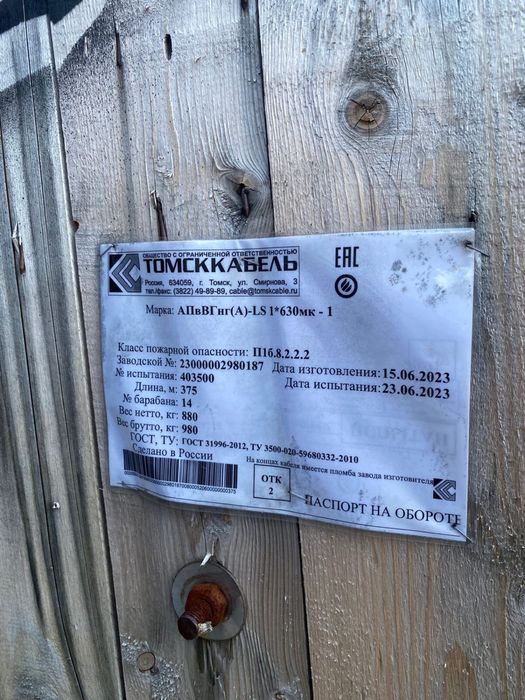 ОБЩЕСТВО С ОГРАНИЧЕННОЙ ОТВЕТСТВЕННОСТЬЮ
ТОМСККАБЕЛЬ
Россия, 634059, г. Томск, ул. Смирнова, 3
тел./факс: (3822) 49-89-89, cable@tomskcable.ru
EAC
Марка: АПвВГнг(А)-LS 1*630мк - 1
Класс пожарной опасности: П1б.8.2.2.2
Заводской №: 23000002980187 Дата изготовления: 15.06.2023
№ испытания: 403500 Дата испытания: 23.06.2023
Длина, м: 375
№ барабана: 14
Вес нетто, кг: 880
Вес брутто, кг: 980
ГОСТ, ТУ: ГОСТ 31996-2012, ТУ 3500-020-59680332-2010
Сделано в России
На концах кабеля имеется пломба завода изготовителя
ОТК
2
ПАСПОРТ НА ОБОРОТЕ